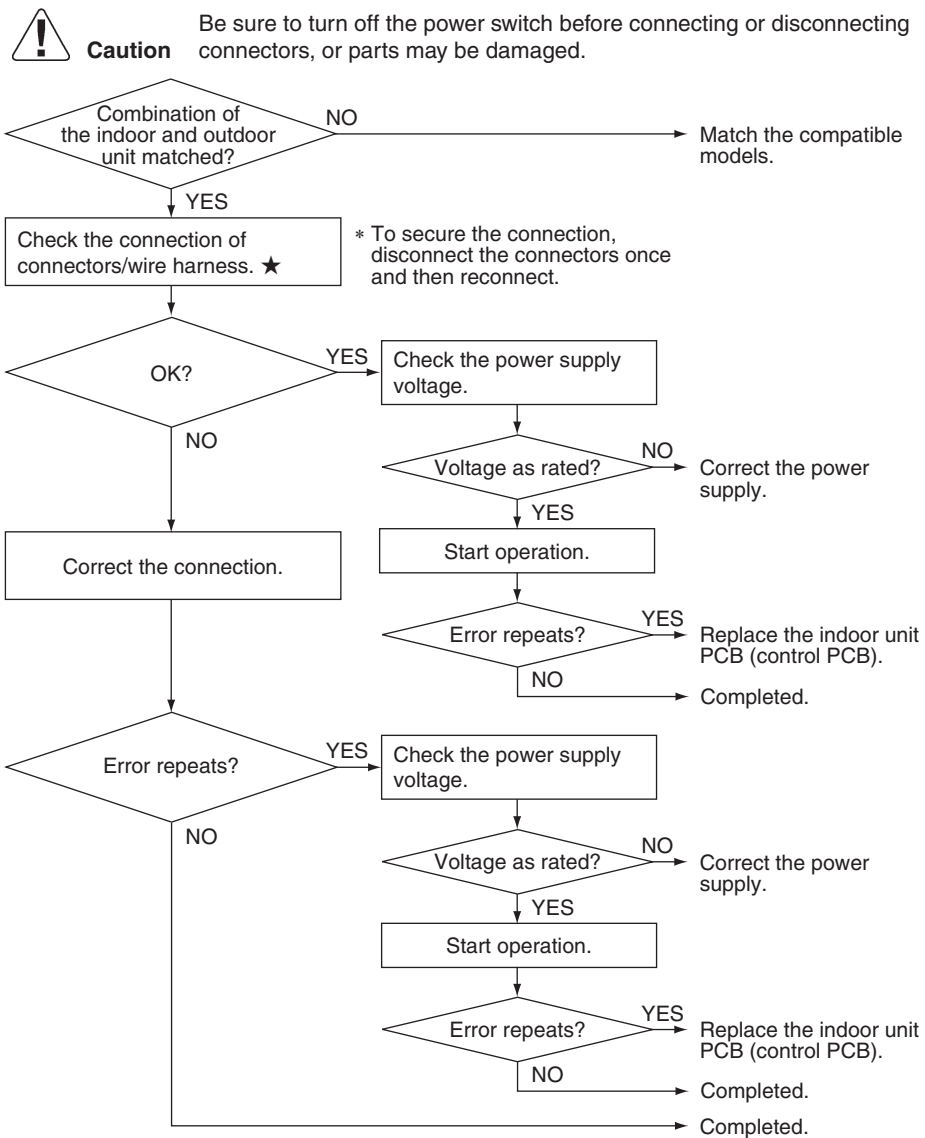 Be sure to turn off the power switch before connecting or disconnecting
Caution connectors, or parts may be damaged.
Combination of
the indoor and outdoor
unit matched?
NO
Match the compatible
models.
YES
Check the connection of
connectors/wire harness. ★
* To secure the connection,
disconnect the connectors once
and then reconnect.
OK?
YES
Check the power supply
voltage.
NO
Voltage as rated?
NO
Correct the power
supply.
YES
Start operation.
Correct the connection.
Error repeats?
YES
Replace the indoor unit
PCB (control PCB).
NO
Completed.
Error repeats?
YES
Check the power supply
voltage.
NO
Voltage as rated?
NO
Correct the power
supply.
YES
Start operation.
Error repeats?
YES
Replace the indoor unit
PCB (control PCB).
NO
Completed.
Completed.